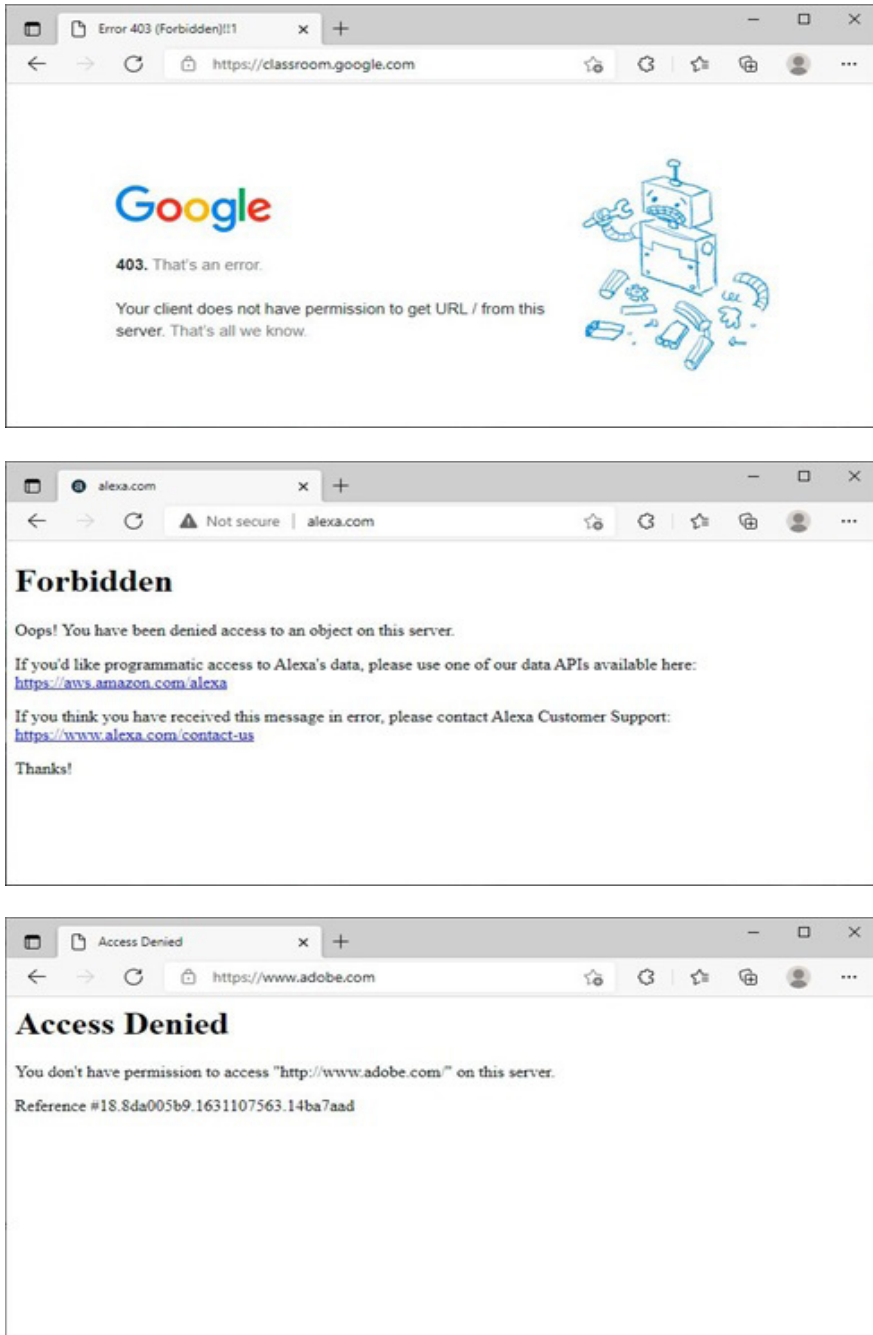 Error 403 (Forbidden)!!1
https://classroom.google.com
Google
403. That's an error.
Your client does not have permission to get URL / from this
server. That's all we know.
alexa.com
Not secure | alexa.com
Forbidden
Oops! You have been denied access to an object on this server.
If you'd like programmatic access to Alexa's data, please use one of our data APIs available here:
https://aws.amazon.com/alexa
If you think you have received this message in error, please contact Alexa Customer Support:
https://www.alexa.com/contact-us
Thanks!
Access Denied
https://www.adobe.com
Access Denied
You don't have permission to access "http://www.adobe.com/" on this server.
Reference #18.8da005b9.1631107563.14ba7aad